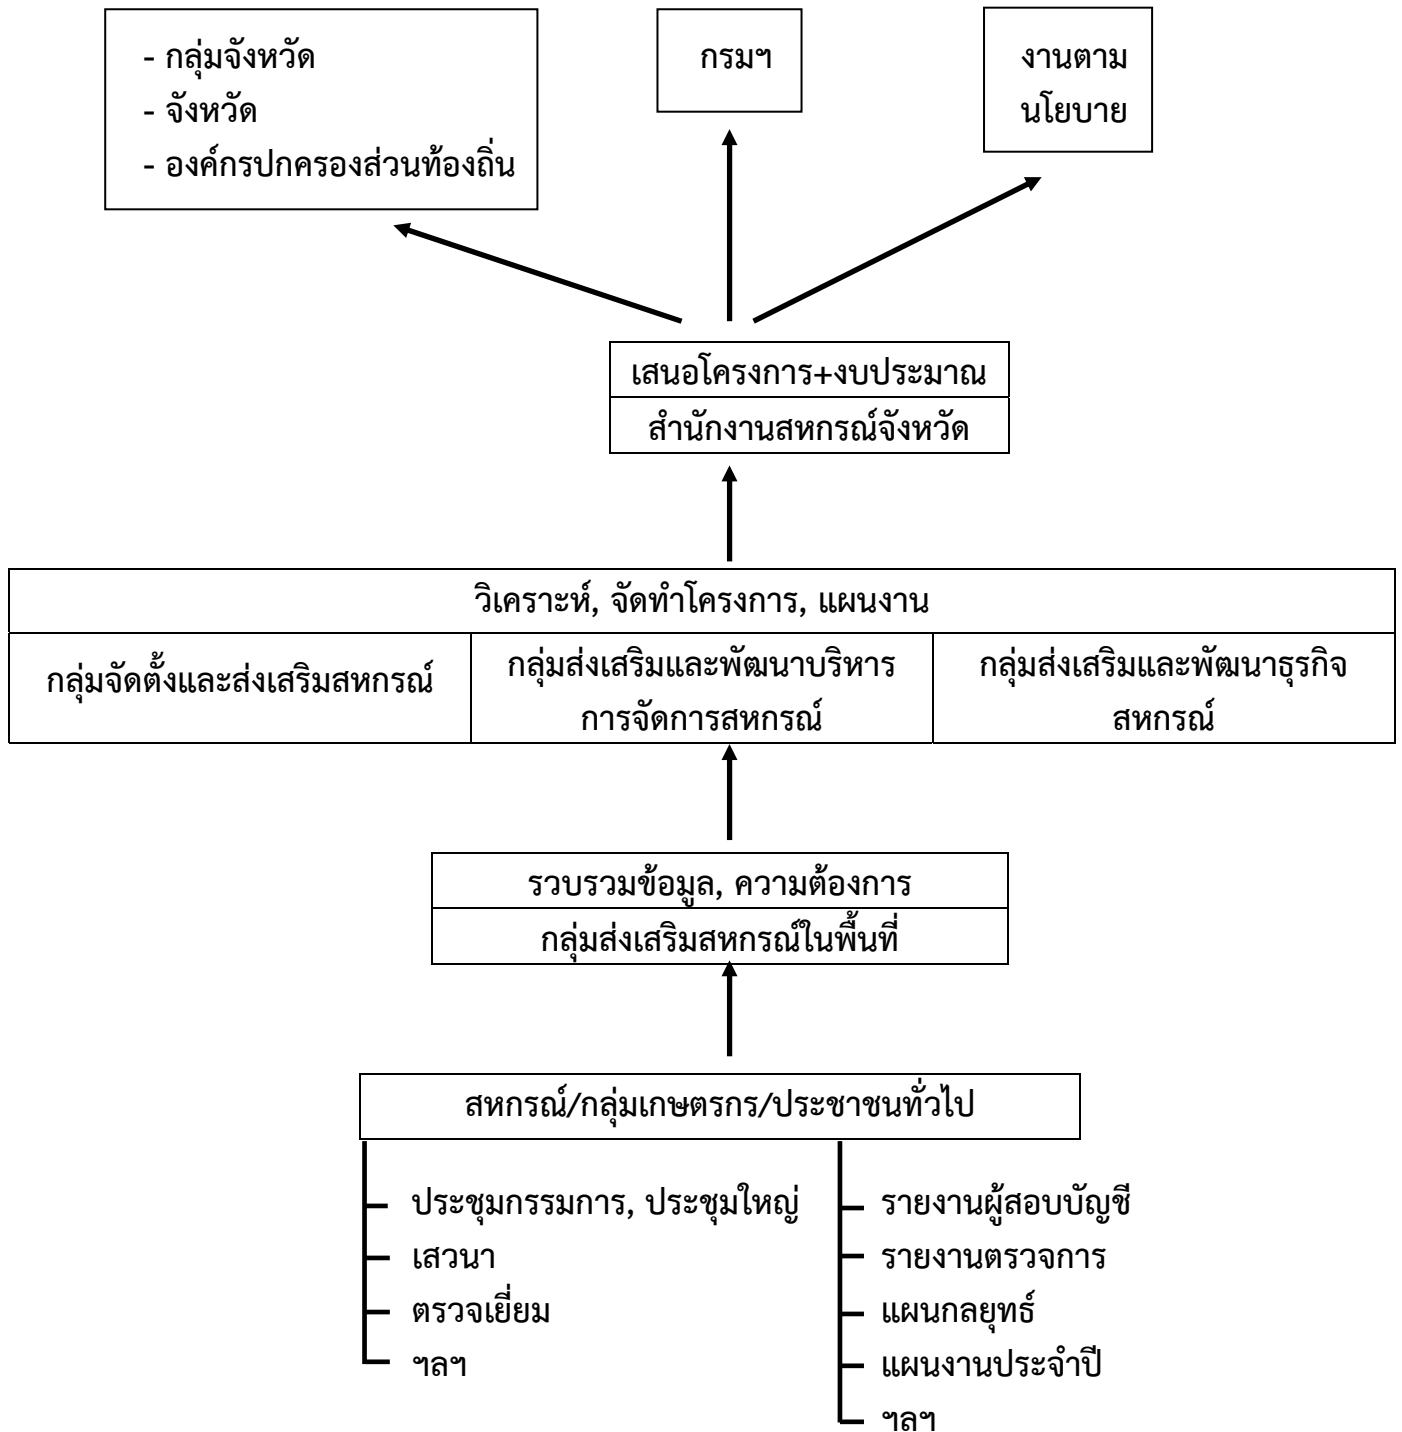 - กลุ่มจังหวัด
- จังหวัด
- องค์กรปกครองส่วนท้องถิ่น
กรมฯ
งานตาม
นโยบาย
เสนอโครงการ+งบประมาณ
สำนักงานสหกรณ์จังหวัด
วิเคราะห์, จัดทำโครงการ, แผนงาน
กลุ่มจัดตั้งและส่งเสริมสหกรณ์
กลุ่มส่งเสริมและพัฒนาบริหาร
การจัดการสหกรณ์
กลุ่มส่งเสริมและพัฒนาธุรกิจ
สหกรณ์
รวบรวมข้อมูล, ความต้องการ
กลุ่มส่งเสริมสหกรณ์ในพื้นที่
สหกรณ์/กลุ่มเกษตรกร/ประชาชนทั่วไป
ประชุมกรรมการ, ประชุมใหญ่
เสวนา
ตรวจเยี่ยม
ฯลฯ
รายงานผู้สอบบัญชี
รายงานตรวจการ
แผนกลยุทธ์
แผนงานประจำปี
ฯลฯ